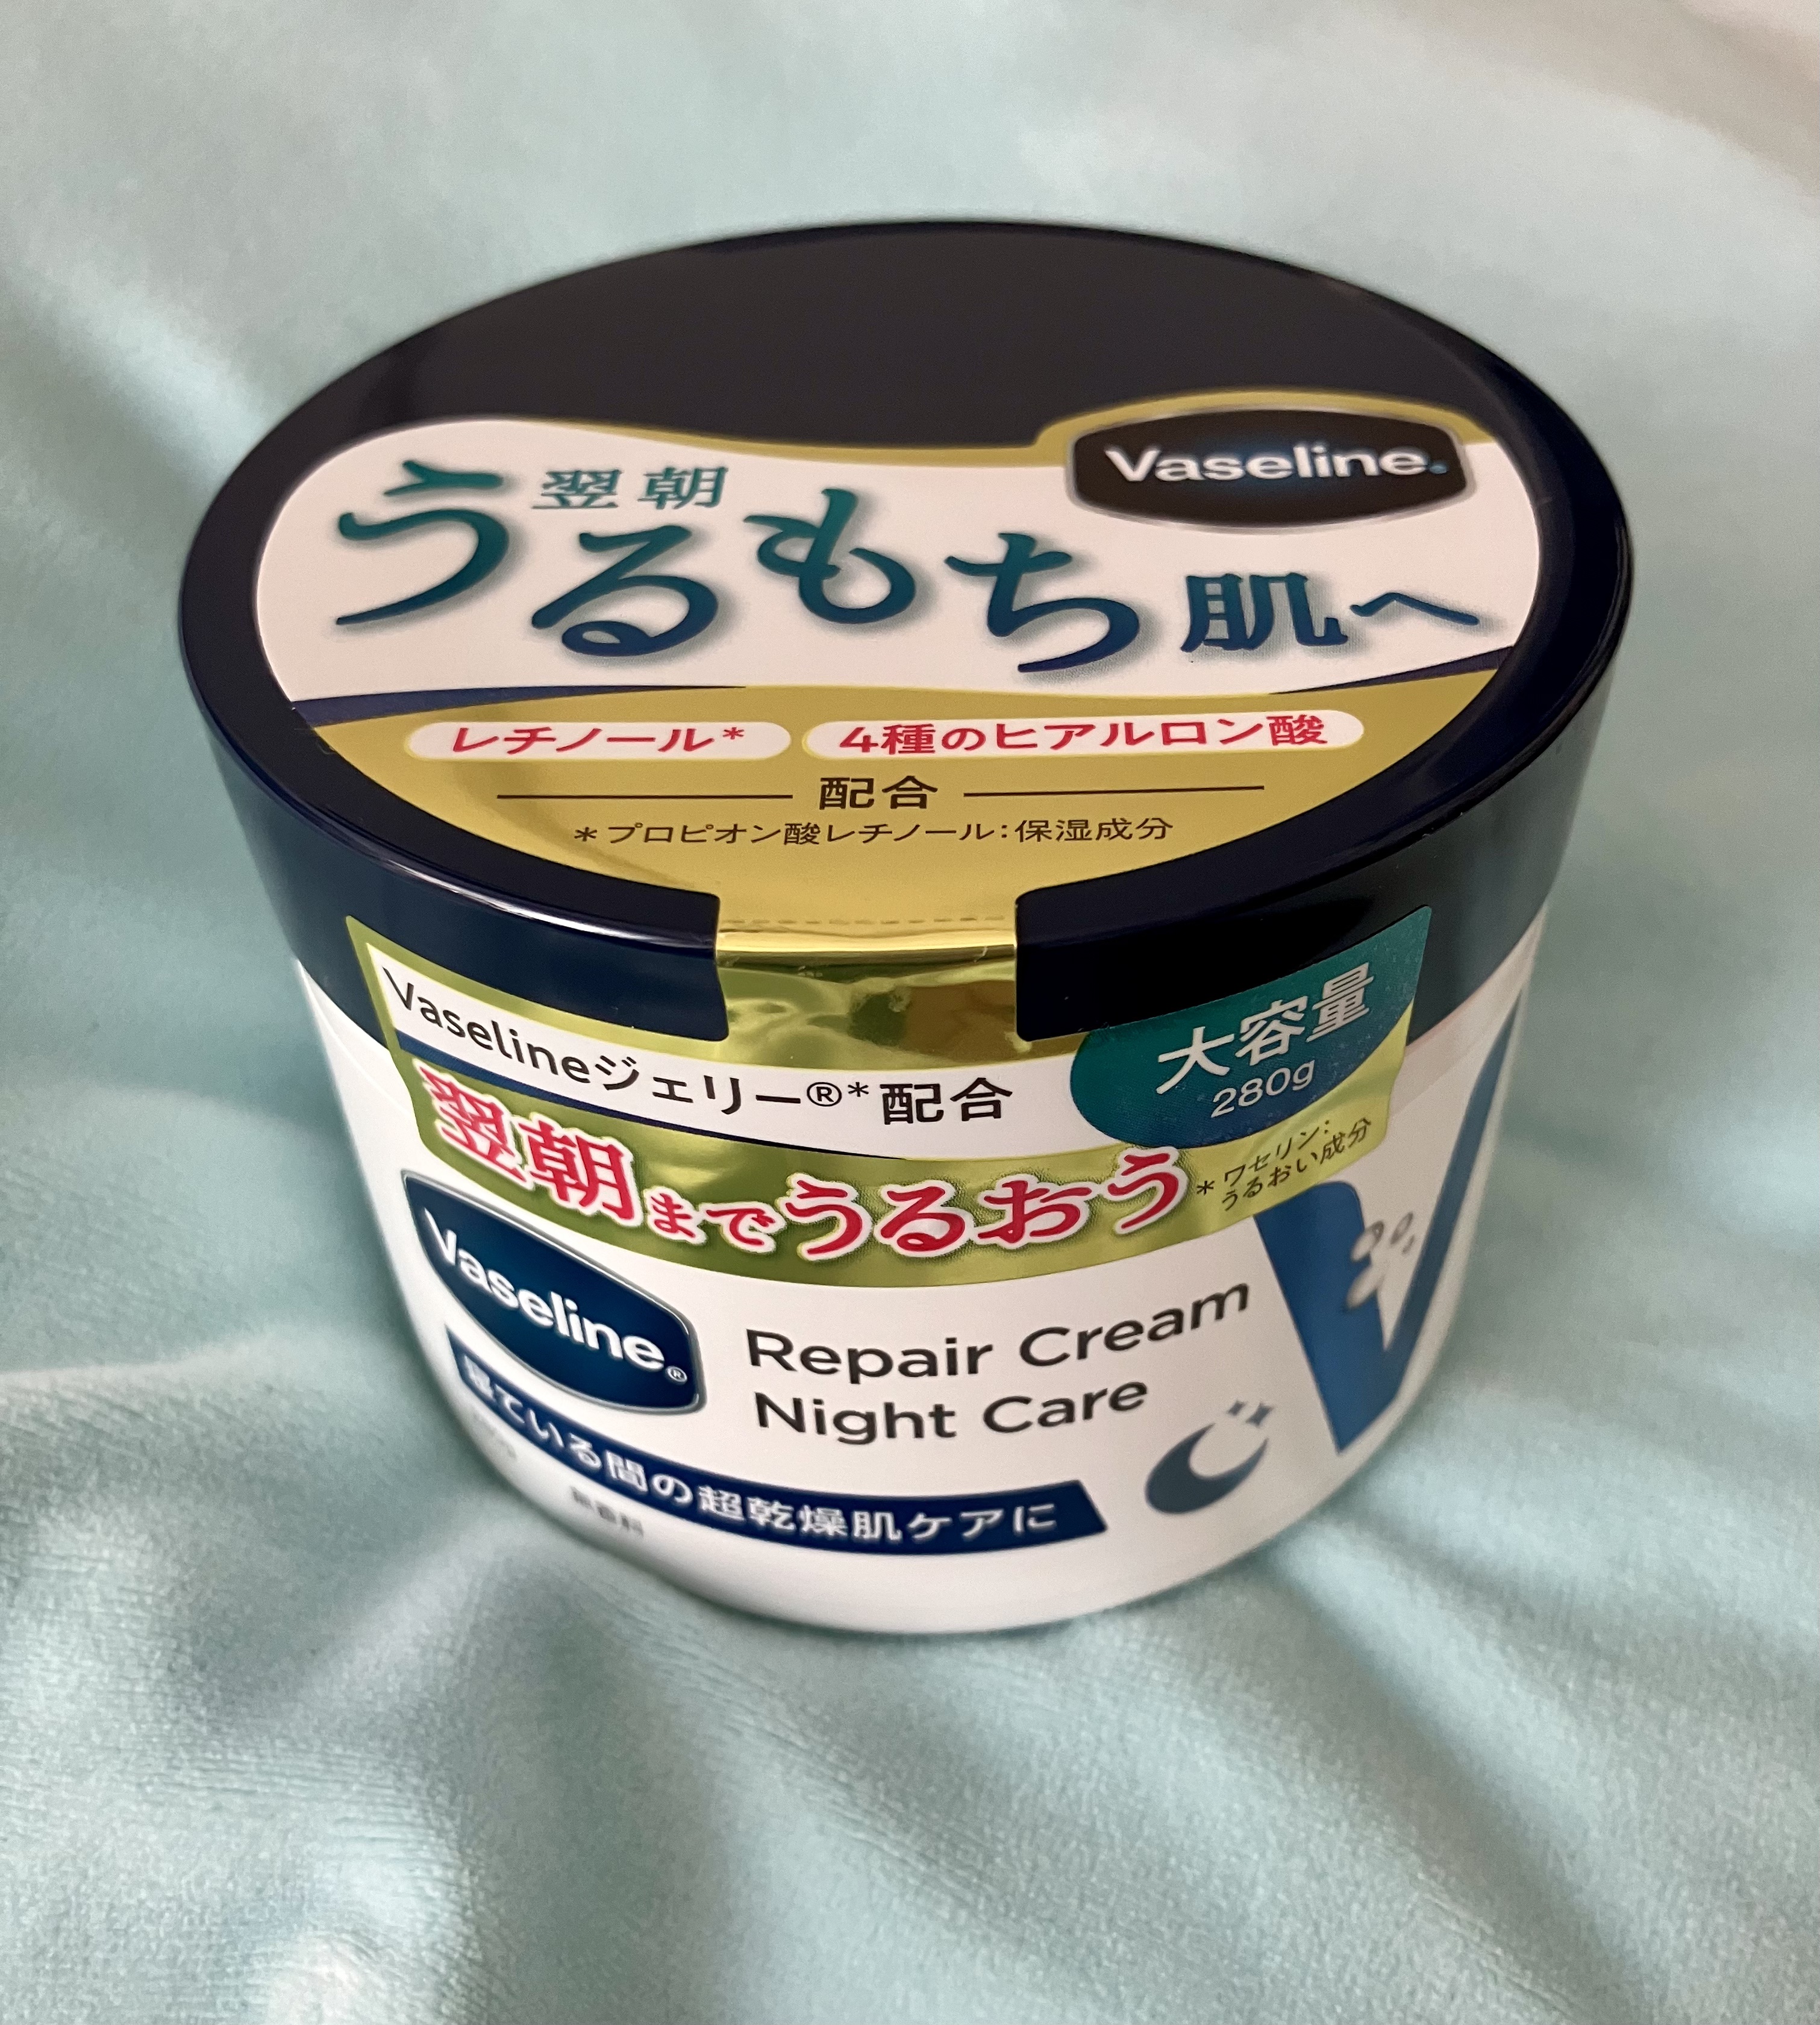 Vaseline
翌朝
うるもち肌へ
レチノール* 4種のヒアルロン酸
配合
*プロピオン酸レチノール:保湿成分
Vaselineジェリー®*配合
大容量
280g
翌朝までうるおう
*ワセリン:
うるおい成分
Vaseline®
Repair Cream
Night Care
寝ている間の超乾燥肌ケアに
無香料